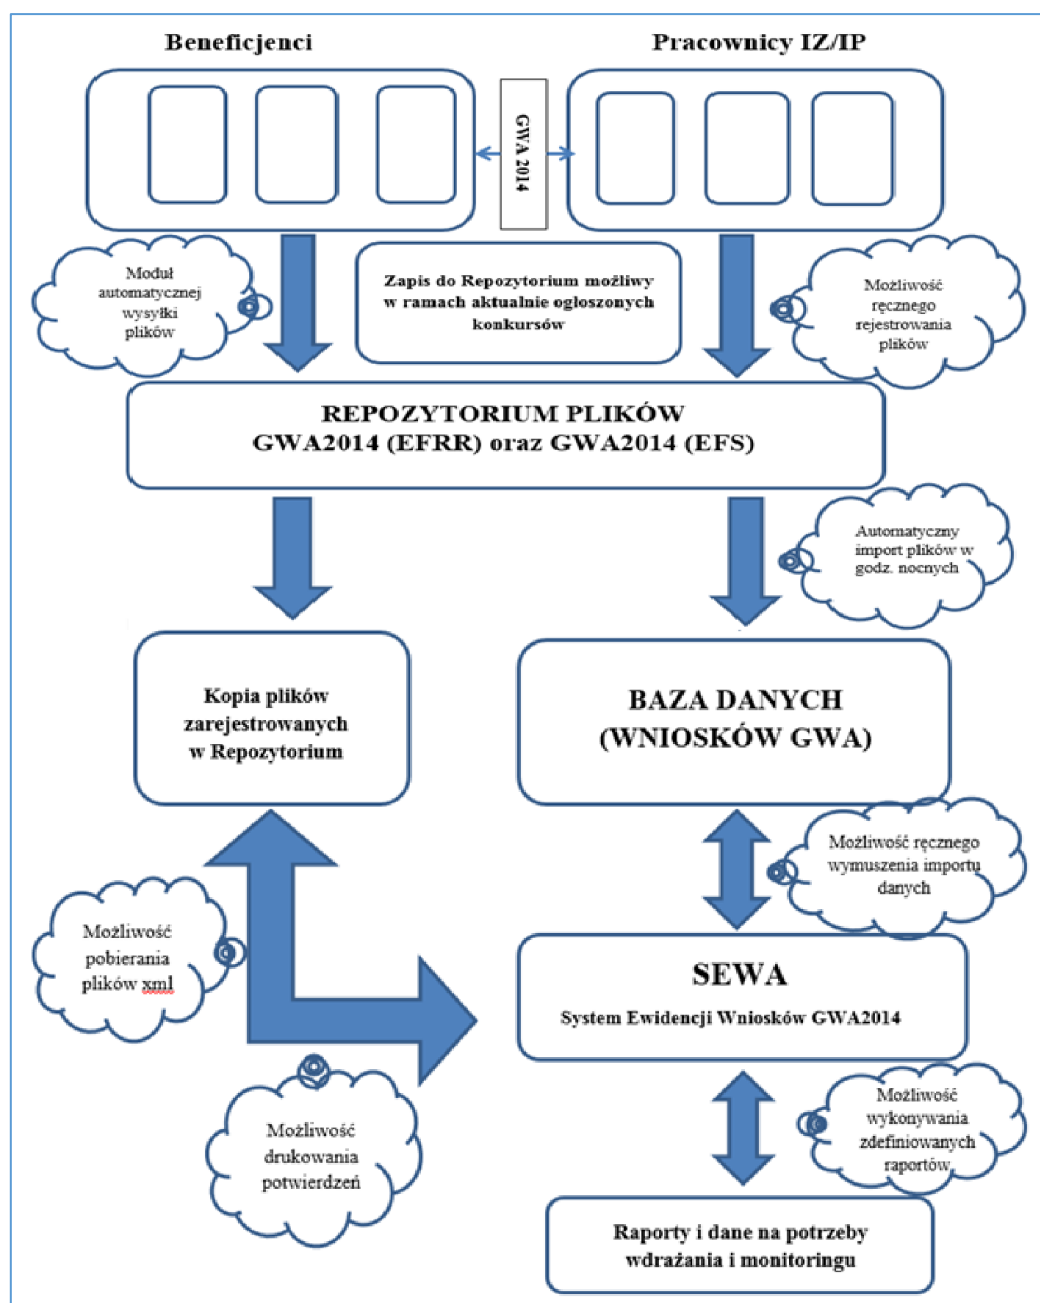 Beneficjenci
Pracownicy IZ/IP
GWA 2014
Moduł
automatycznej
wysyłki
plików
Zapis do Repozytorium możliwy
w ramach aktualnie ogłoszonych
konkursów
Możliwość
ręcznego
rejestrowania
plików
REPOZYTORIUM PLIKÓW
GWA2014 (EFRR) oraz GWA2014 (EFS)
Automatyczny
import plików w
godz. nocnych
Kopia plików
zarejestrowanych
w Repozytorium
BAZA DANYCH
(WNIOSKÓW GWA)
Możliwość ręcznego
wymuszenia importu
danych
Możliwość
pobierania
plików xml
SEWA
System Ewidencji Wniosków GWA2014
Możliwość
drukowania
potwierdzeń
Możliwość
wykonywania
zdefiniowanych
raportów
Raporty i dane na potrzeby
wdrażania i monitoringu